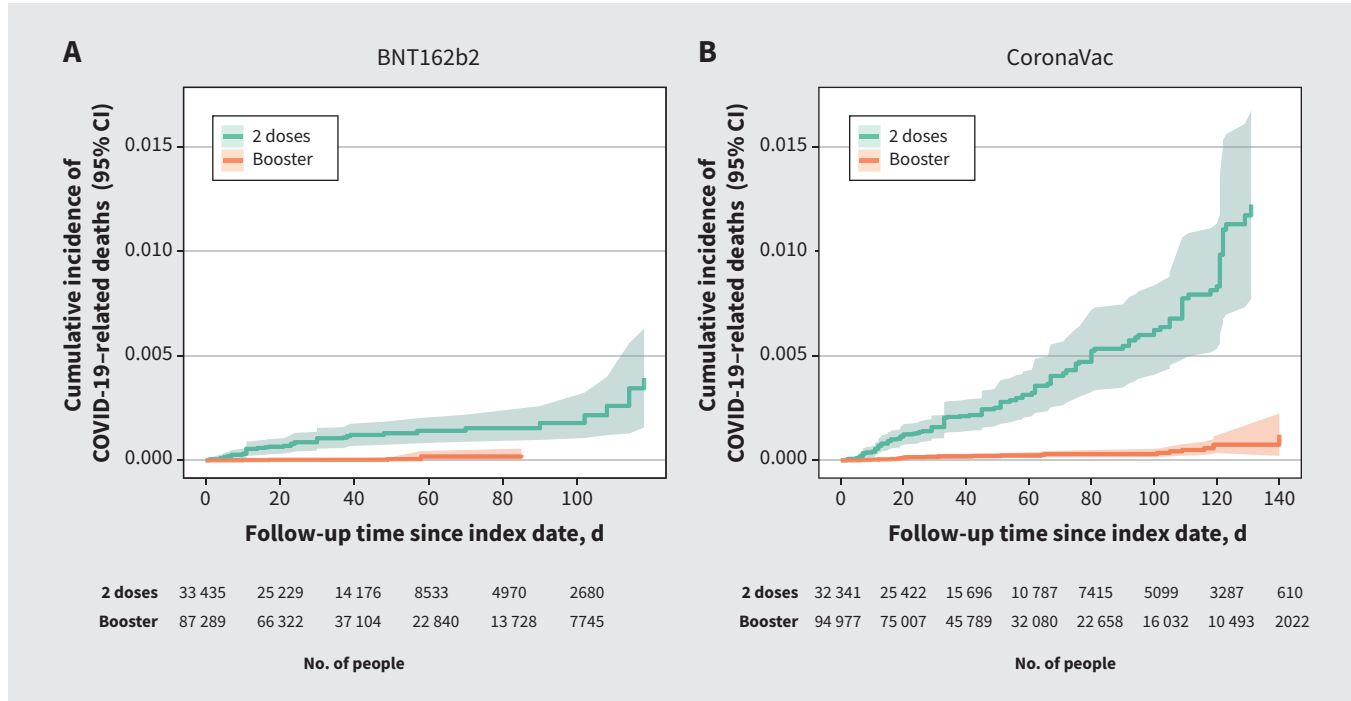 A
BNT162b2
Cumulative incidence of
COVID-19–related deaths (95% CI)
0.015
0.010
0.005
0.000
2 doses
Booster
0 20 40 60 80 100
Follow-up time since index date, d
2 doses 33 435 25 229 14 176 8533 4970 2680
Booster 87 289 66 322 37 104 22 840 13 728 7745
No. of people
B
CoronaVac
Cumulative incidence of
COVID-19–related deaths (95% CI)
0.015
0.010
0.005
0.000
2 doses
Booster
0 20 40 60 80 100 120 140
Follow-up time since index date, d
2 doses 32 341 25 422 15 696 10 787 7415 5099 3287 610
Booster 94 977 75 007 45 789 32 080 22 658 16 032 10 493 2022
No. of people